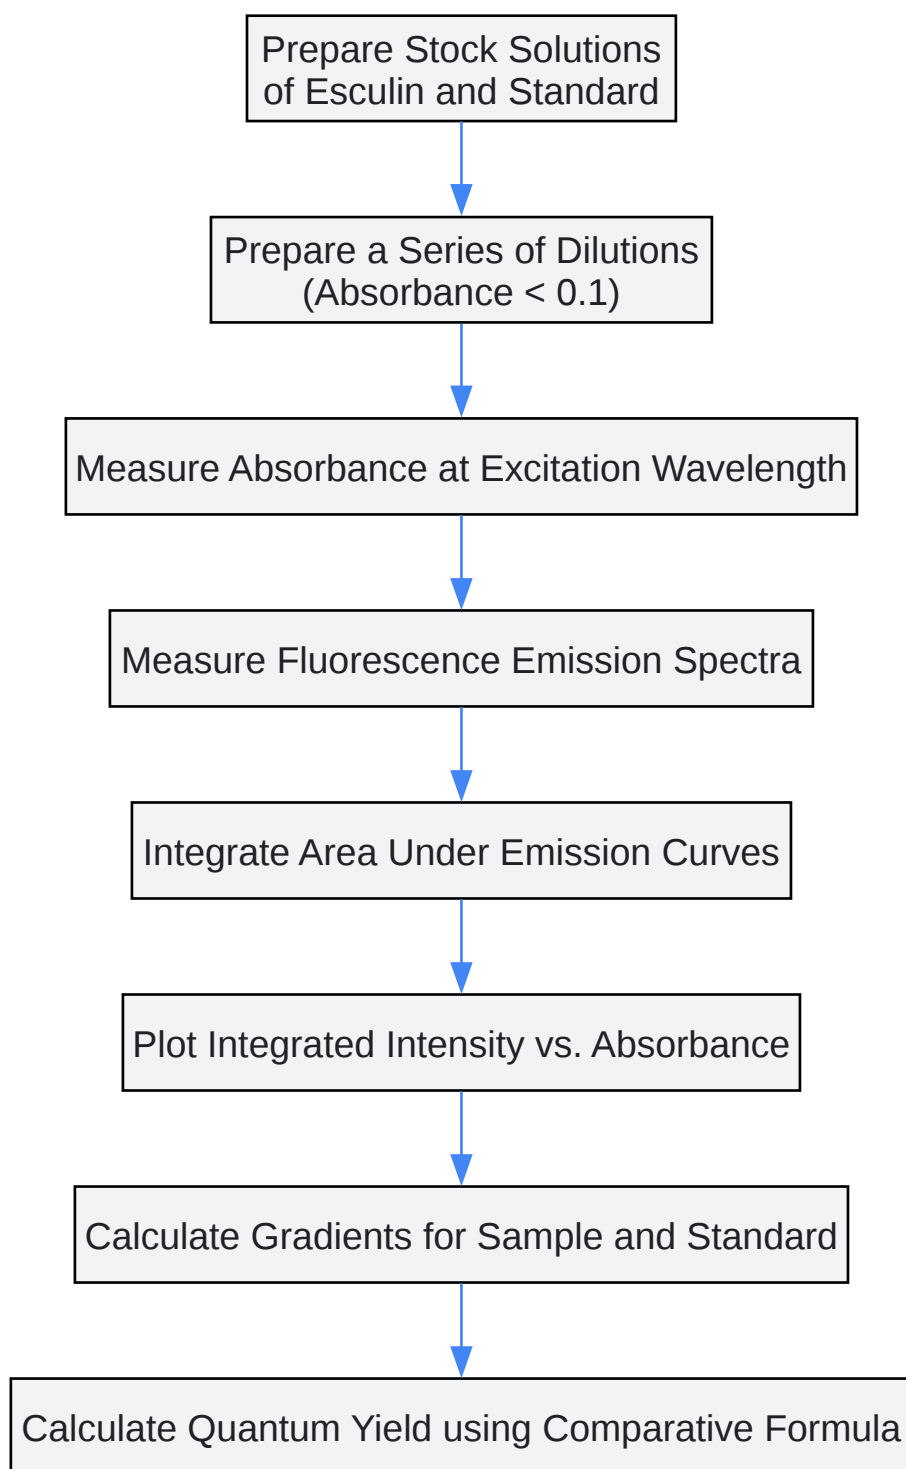 Prepare Stock Solutions
of Esculin and Standard
Prepare a Series of Dilutions
(Absorbance < 0.1)
Measure Absorbance at Excitation Wavelength
Measure Fluorescence Emission Spectra
Integrate Area Under Emission Curves
Plot Integrated Intensity vs. Absorbance
Calculate Gradients for Sample and Standard
Calculate Quantum Yield using Comparative Formula